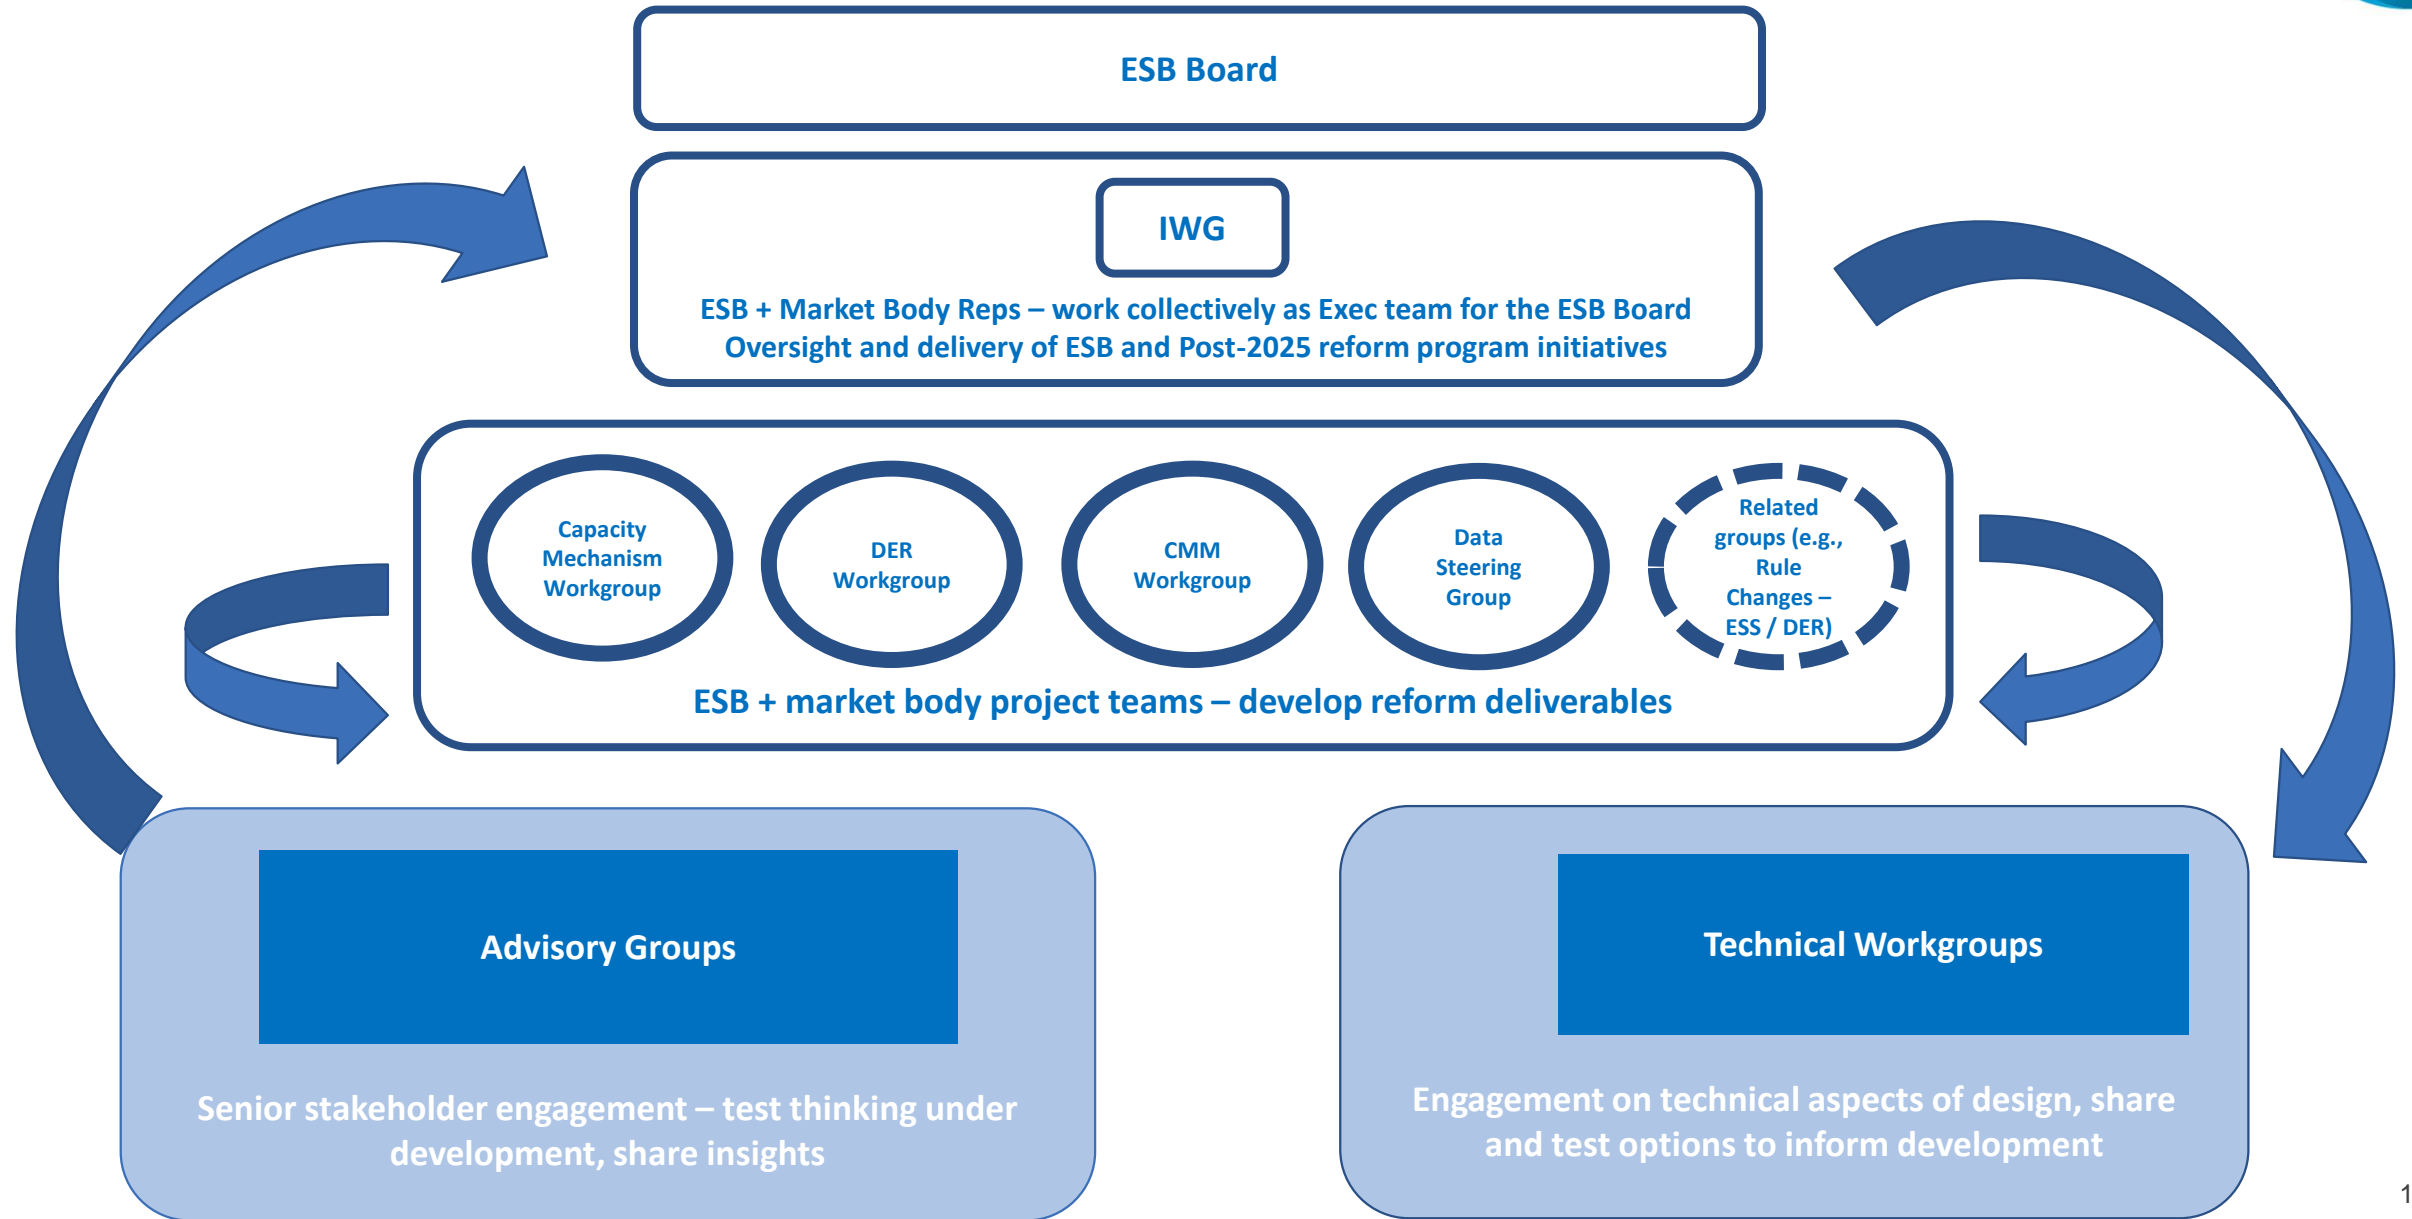 ESB Board
IWG
ESB + Market Body Reps – work collectively as Exec team for the ESB Board
Oversight and delivery of ESB and Post-2025 reform program initiatives
Capacity
Mechanism
Workgroup
DER
Workgroup
CMM
Workgroup
Data
Steering
Group
Related
groups (e.g.,
Rule
Changes –
ESS / DER)
ESB + market body project teams – develop reform deliverables
Advisory Groups
Senior stakeholder engagement – test thinking under
development, share insights
Technical Workgroups
Engagement on technical aspects of design, share
and test options to inform development
1